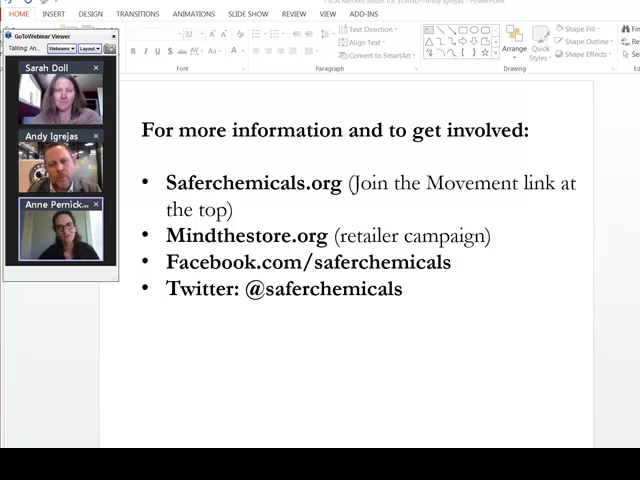 HOME INSERT DESIGN TRANSITIONS ANIMATIONS SLIDE SHOW REVIEW VIEW ADD-INS
GoToWebinar Viewer
Talking: An...
Webcams
Layout
Sarah Doll
Andy Igrejas
Anne Pernick...
32
Text Direction
Align Text
Convert to SmartArt
Font
Paragraph
Arrange
Quick
Styles
Shape Fill
Shape Outline
Shape Effects
Drawing
For more information and to get involved:
• Saferchemicals.org (Join the Movement link at
the top)
• Mindthestore.org (retailer campaign)
• Facebook.com/saferchemicals
• Twitter: @saferchemicals